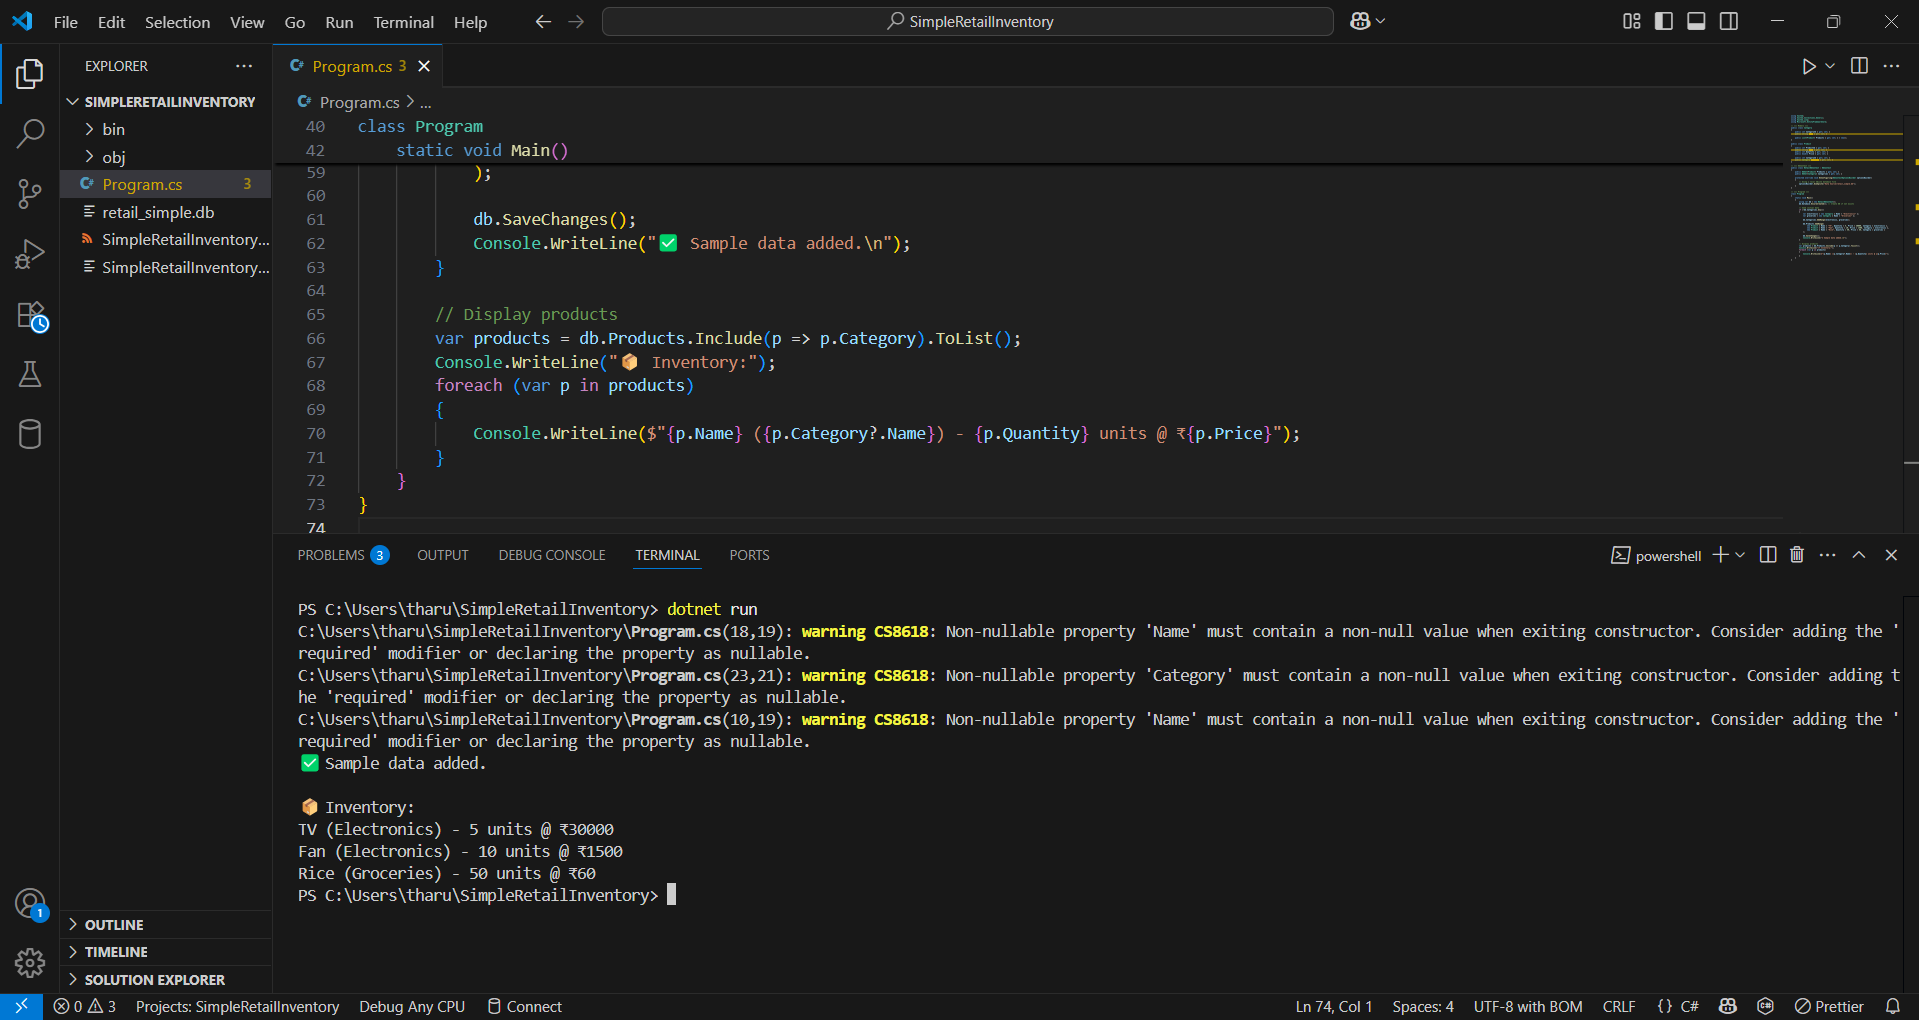 File Edit Selection View Go Run Terminal Help
SimpleRetailInventory
EXPLORER
Program.cs 3
SIMPLERETAILINVENTORY
bin
obj
Program.cs 3
retail_simple.db
SimpleRetailInventory...
SimpleRetailInventory...
OUTLINE
TIMELINE
SOLUTION EXPLORER
1
Program.cs > ...
40 class Program
42 static void Main()
59 );
60
61 db.SaveChanges();
62 Console.WriteLine("✅ Sample data added.\n");
63 }
64
65 // Display products
66 var products = db.Products.Include(p => p.Category).ToList();
67 Console.WriteLine("📦 Inventory:");
68 foreach (var p in products)
69 {
70 Console.WriteLine($"{p.Name} ({p.Category?.Name}) - {p.Quantity} units @ ₹{p.Price}");
71 }
72 }
73 }
74
PROBLEMS 3 OUTPUT DEBUG CONSOLE TERMINAL PORTS
powershell
PS C:\Users\tharu\SimpleRetailInventory> dotnet run
C:\Users\tharu\SimpleRetailInventory\Program.cs(18,19): warning CS8618: Non-nullable property 'Name' must contain a non-null value when exiting constructor. Consider adding the '
required' modifier or declaring the property as nullable.
C:\Users\tharu\SimpleRetailInventory\Program.cs(23,21): warning CS8618: Non-nullable property 'Category' must contain a non-null value when exiting constructor. Consider adding t
he 'required' modifier or declaring the property as nullable.
C:\Users\tharu\SimpleRetailInventory\Program.cs(10,19): warning CS8618: Non-nullable property 'Name' must contain a non-null value when exiting constructor. Consider adding the '
required' modifier or declaring the property as nullable.
✅ Sample data added.
📦 Inventory:
TV (Electronics) - 5 units @ ₹30000
Fan (Electronics) - 10 units @ ₹1500
Rice (Groceries) - 50 units @ ₹60
PS C:\Users\tharu\SimpleRetailInventory>
0 3 Projects: SimpleRetailInventory Debug Any CPU Connect
Ln 74, Col 1 Spaces: 4 UTF-8 with BOM CRLF {} C# Prettier